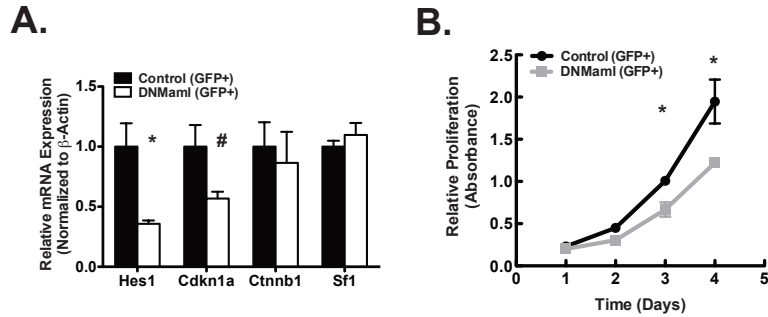 A.
Control (GFP+)
DNMaml (GFP+)
Relative mRNA Expression
(Normalized to β-Actin)
1.5
1.0
0.5
0.0
*
#
Hes1 Cdkn1a Ctnnb1 Sf1
B.
Control (GFP+)
DNMaml (GFP+)
Relative Proliferation
(Absorbance)
2.5
2.0
1.5
1.0
0.5
0.0
*
*
0 1 2 3 4 5
Time (Days)